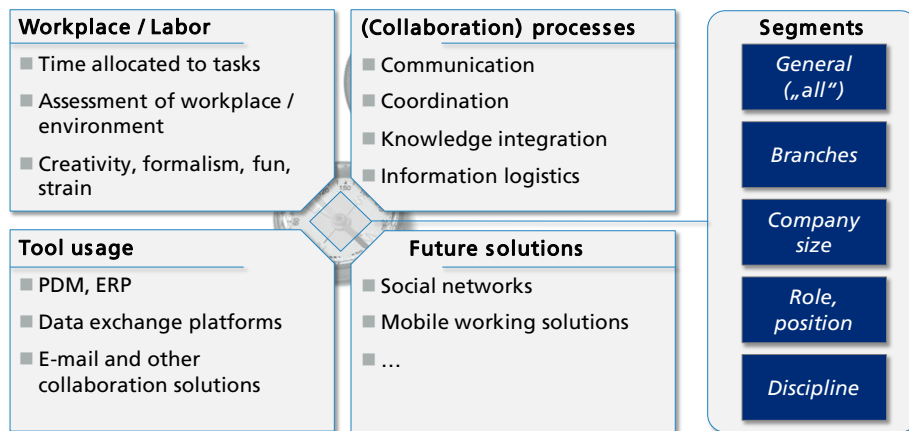 Workplace / Labor
Time allocated to tasks
Assessment of workplace /
environment
Creativity, formalism, fun,
strain
(Collaboration) processes
Communication
Coordination
Knowledge integration
Information logistics
Tool usage
PDM, ERP
Data exchange platforms
E-mail and other
collaboration solutions
Future solutions
Social networks
Mobile working solutions
...
Segments
General
(„all“)
Branches
Company
size
Role,
position
Discipline
150